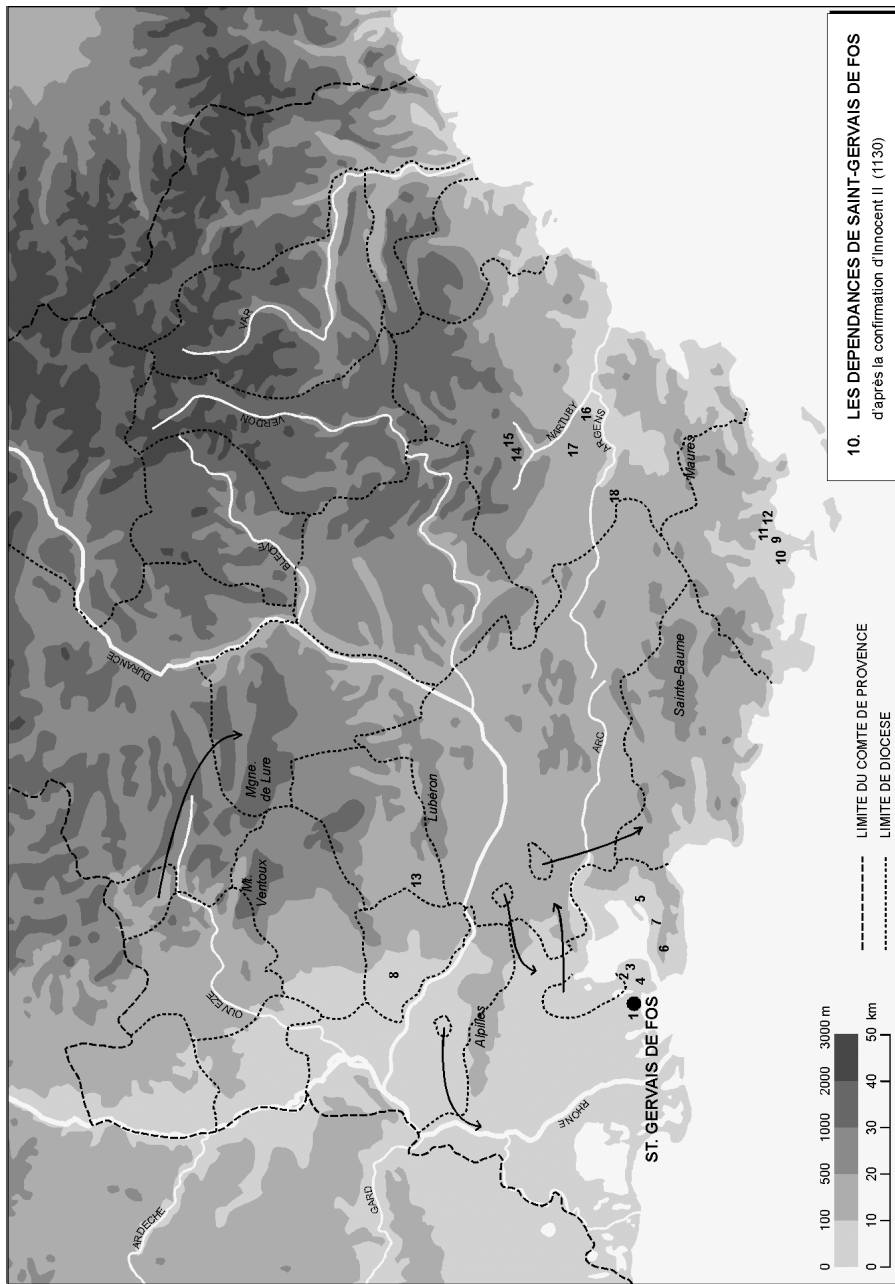 10. LES DEPENDANCES DE SAINT-GERVAIS DE FOS
d'après la confirmation d'Innocent II (1130)
ARDECHE
GARD
RHONE
OUVEZE
DURANCE
BLEONE
VERDON
VAR
Mt.
Ventoux
Mgne.
de Lure
Lubéron
Alpilles
ARC
Sainte-Baume
NARTUBY
ARGENS
Maures
ST. GERVAIS DE FOS
1
2
3
4
5
6
7
8
9
10
11
12
13
14
15
16
17
18
0 100 500 1000 2000 3000 m
0 10 20 30 40 50 km
LIMITE DU COMTE DE PROVENCE
LIMITE DE DIOCESE